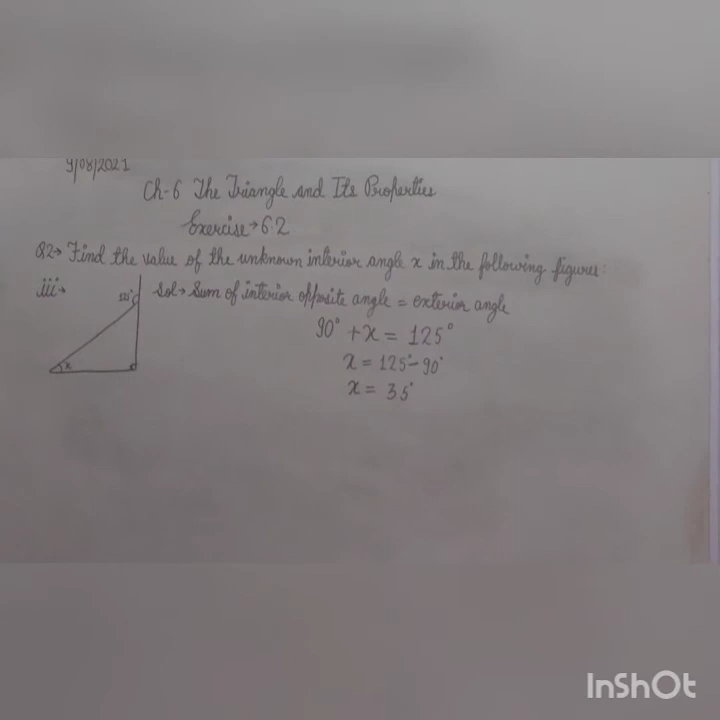 9/08/2021
Ch-6 The Triangle and Its Properties
Exercise→6.2
Q2→ Find the value of the unknown interior angle x in the following figures:
iii→
125°
x
Sol→ Sum of interior opposite angle = exterior angle
90° + x = 125°
x = 125° - 90°
x = 35°
InShOt